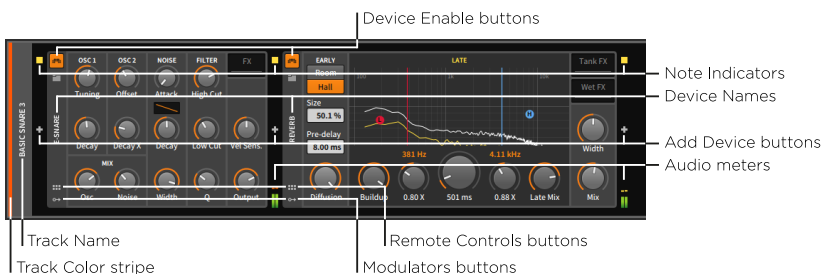 Device Enable buttons
OSC 1 OSC 2 NOISE FILTER FX
EARLY LATE Tank FX
Room 100 1k 10k
Hall
Wet FX
Note Indicators
Tuning Offset Attack High Cut
Size
Device Names
50.1 %
BASIC SNARE 3
E-SNARE
REVERB
L H
Pre-delay
Add Device buttons
Decay Decay X Decay Low Cut Vel Sens.
8.00 ms
Width
381 Hz 4.11 kHz
Audio meters
MIX
Osc Noise Width Q Output
Diffusion Buildup 0.80 X 501 ms 0.88 X Late Mix Mix
Track Name
Remote Controls buttons
Track Color stripe
Modulators buttons